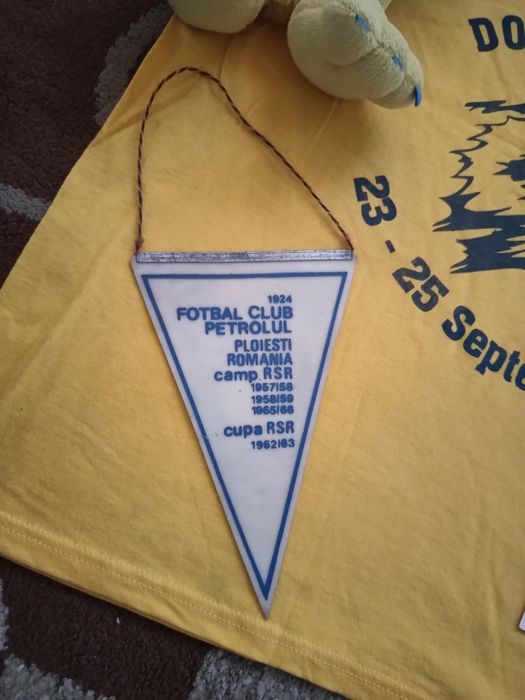 DO
23 - 25 Septe
1924
FOTBAL CLUB
PETROLUL
PLOIESTI
ROMANIA
camp. RSR
1957/58
1958/59
1965/66
cupa RSR
1962/63